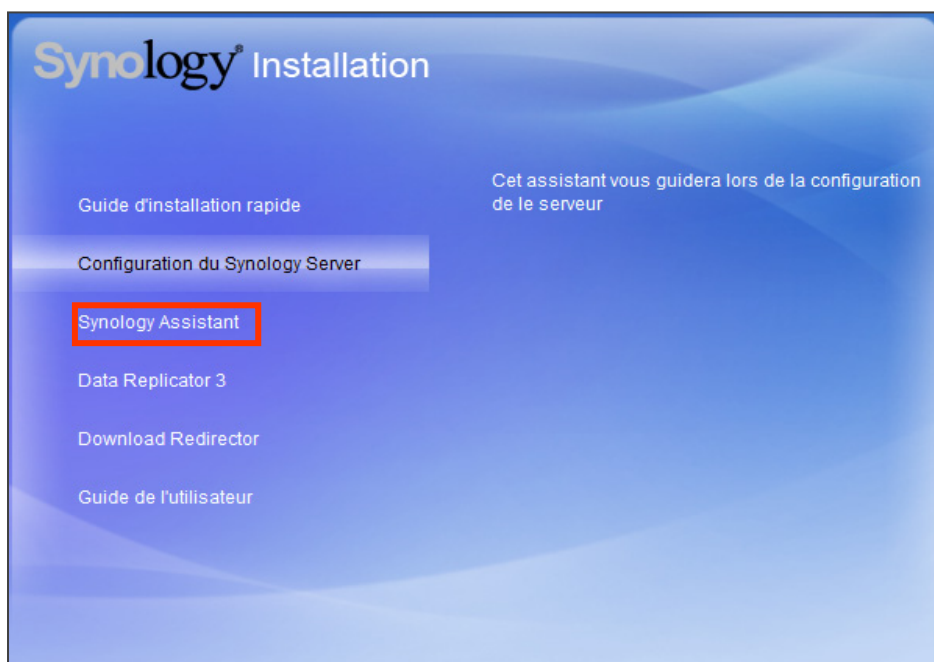 Synology® Installation
Cet assistant vous guidera lors de la configuration
de le serveur
Guide d'installation rapide
Configuration du Synology Server
Synology Assistant
Data Replicator 3
Download Redirector
Guide de l'utilisateur